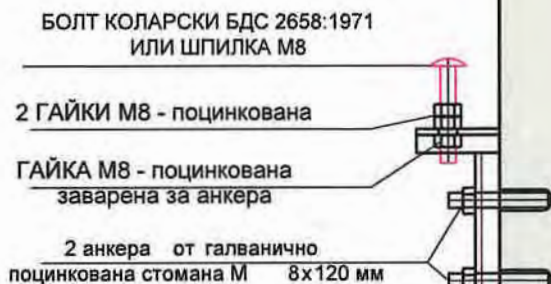 БОЛТ КОЛАРСКИ БДС 2658:1971
ИЛИ ШПИЛКА М8
2 ГАЙКИ М8 - поцинкована
ГАЙКА М8 - поцинкована
заварена за анкера
2 анкера от галванично
поцинкована стомана М 8х120 мм